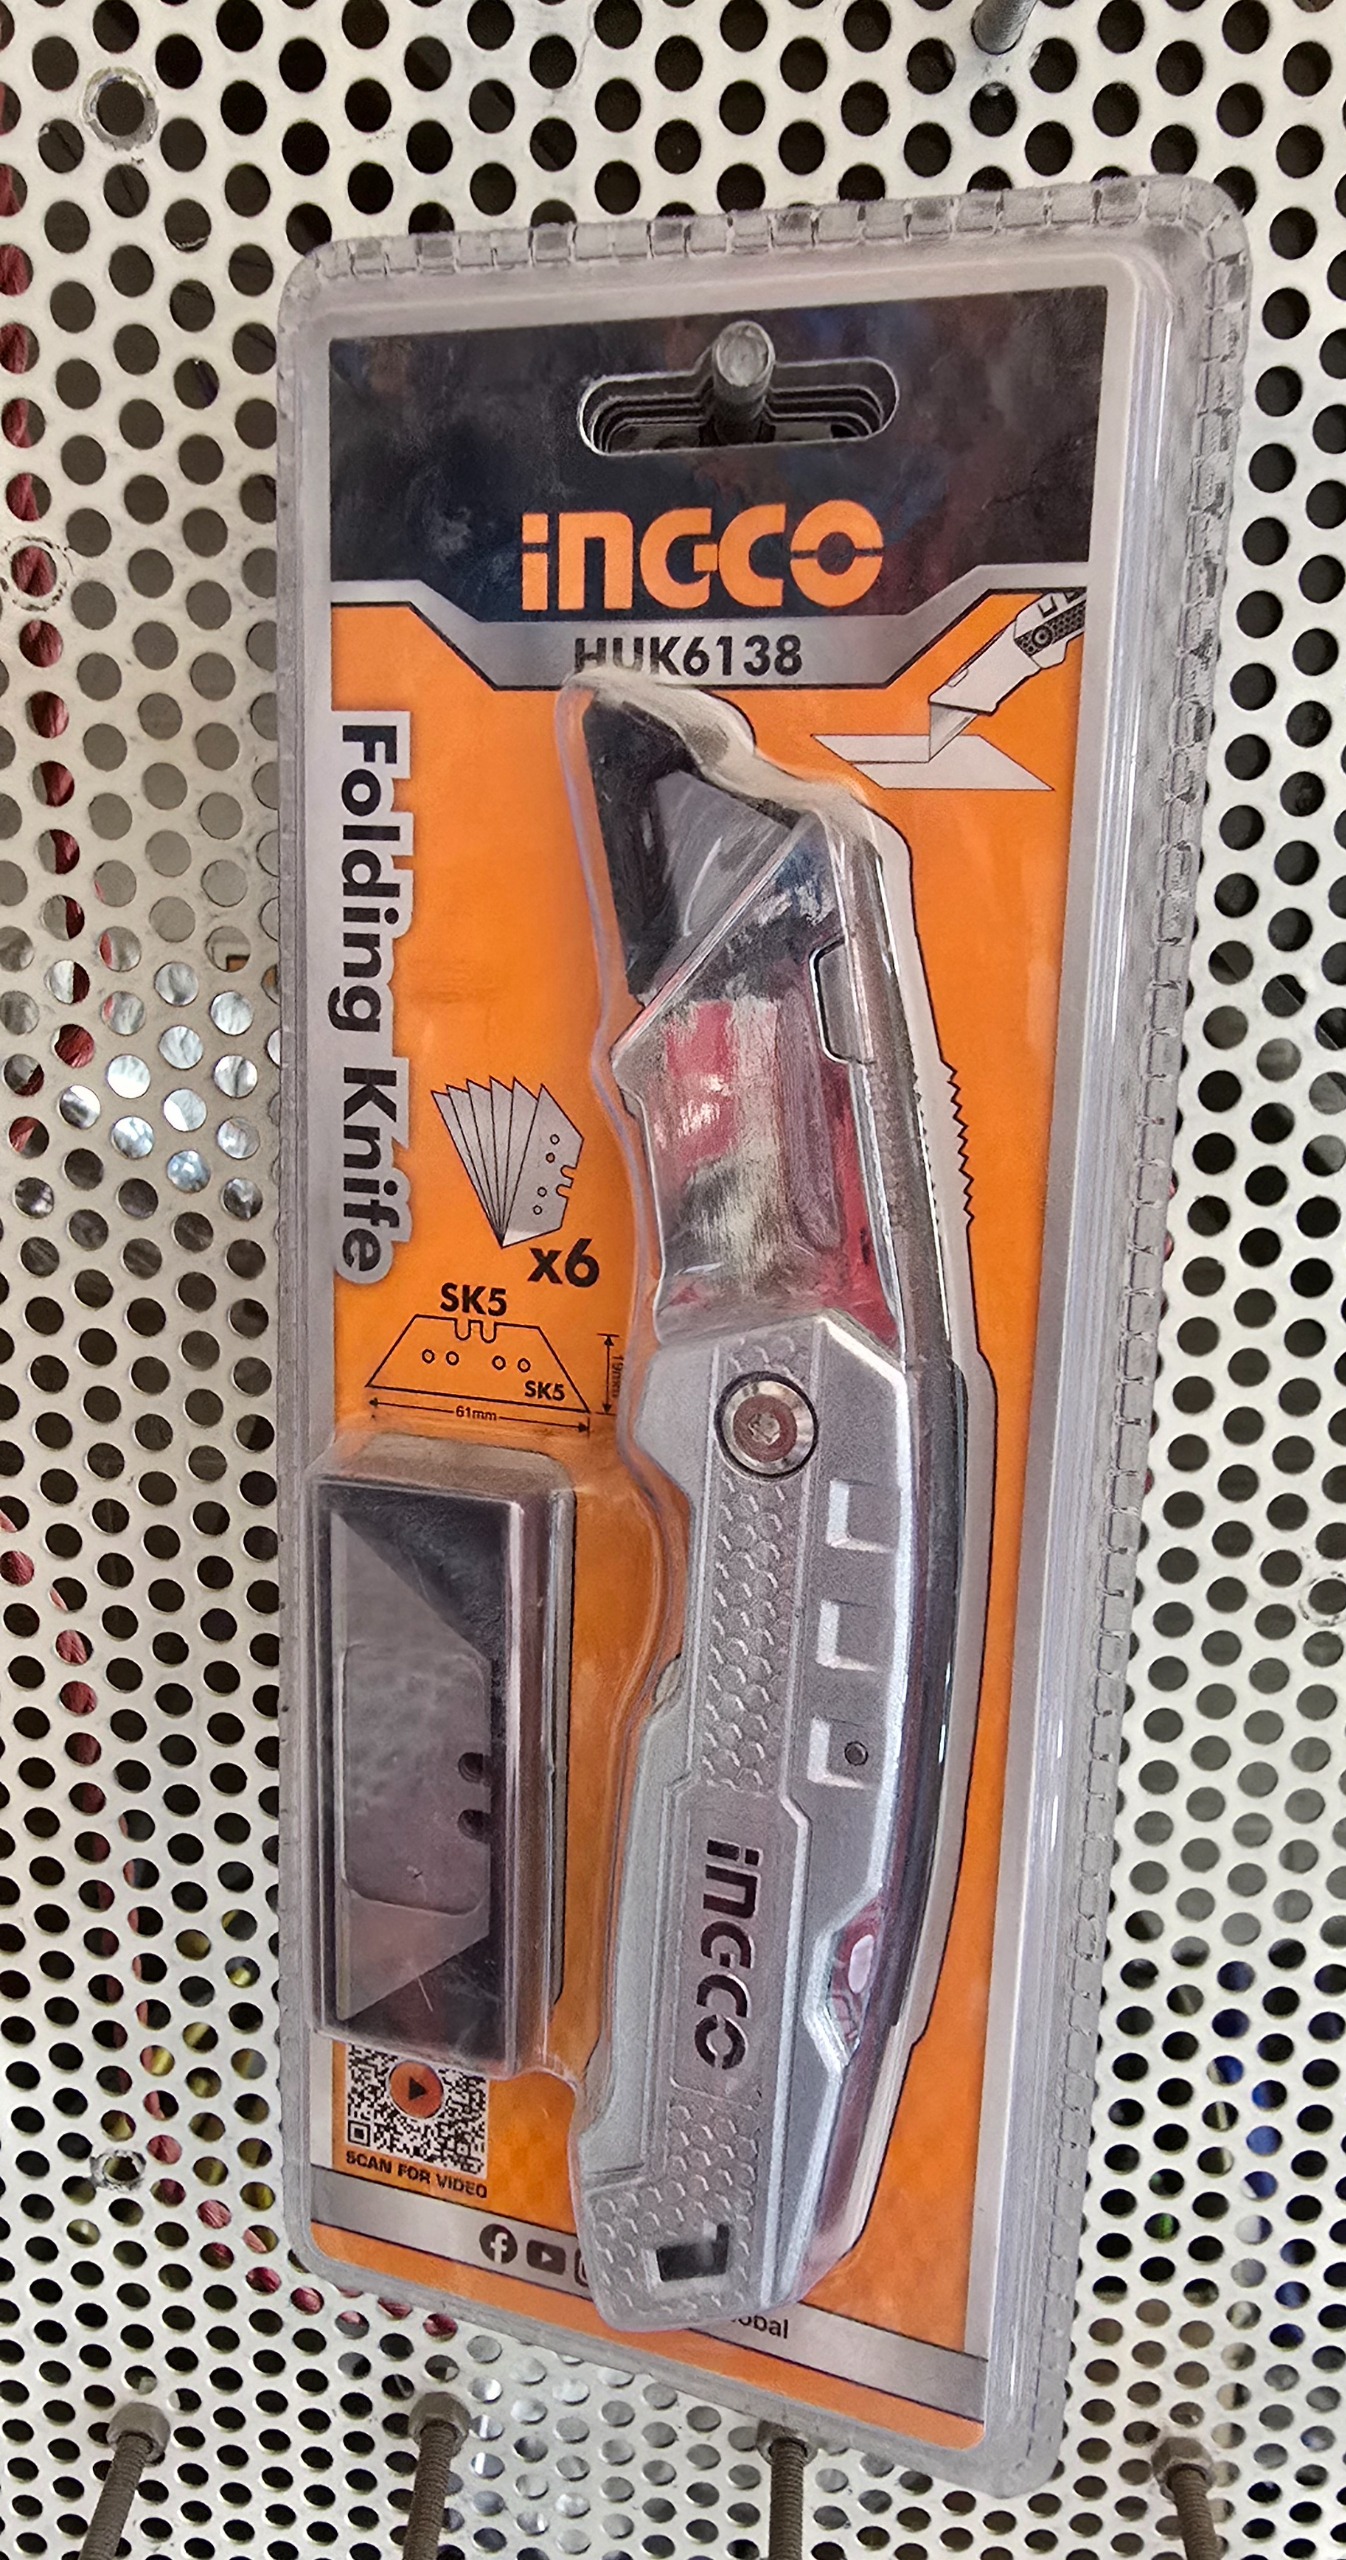 INGCO
HUK6138
Folding Knife
x6
SK5
SK5
19mm
61mm
INGCO
SCAN FOR VIDEO